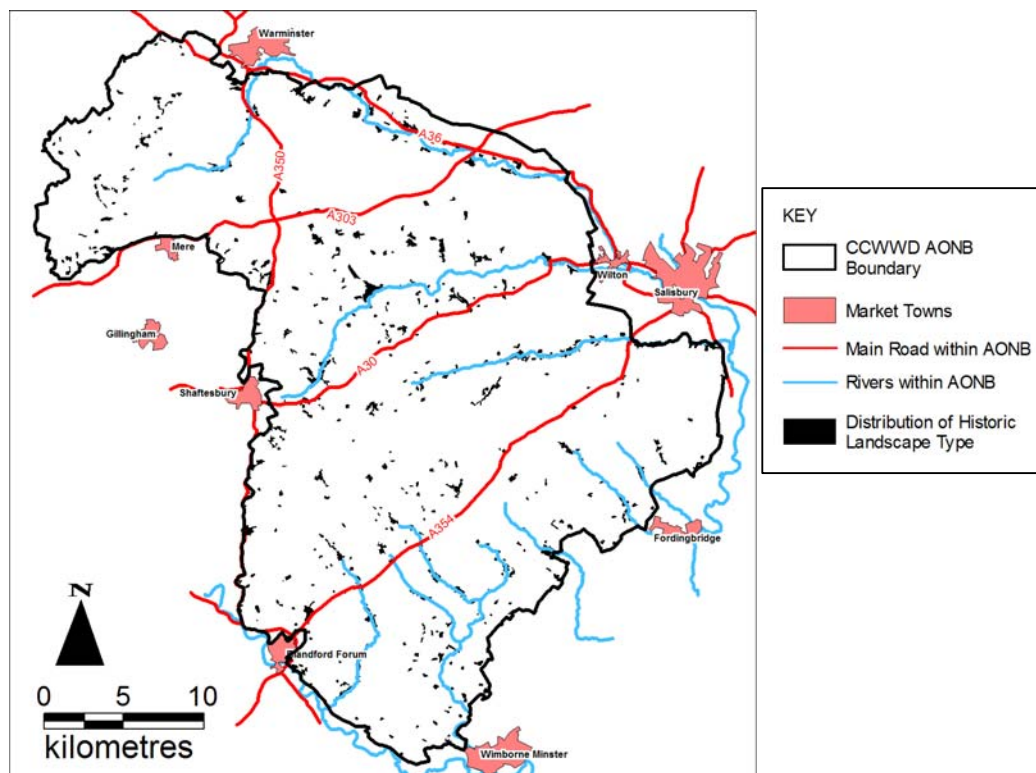 Warminster
A36
A350
A303
Mere
Wilton
Salisbury
Gillingham
A30
Shaftesbury
A354
Fordingbridge
Blandford Forum
Wimborne Minster
N
0 5 10
kilometres
KEY
CCWWD AONB
Boundary
Market Towns
Main Road within AONB
Rivers within AONB
Distribution of Historic
Landscape Type